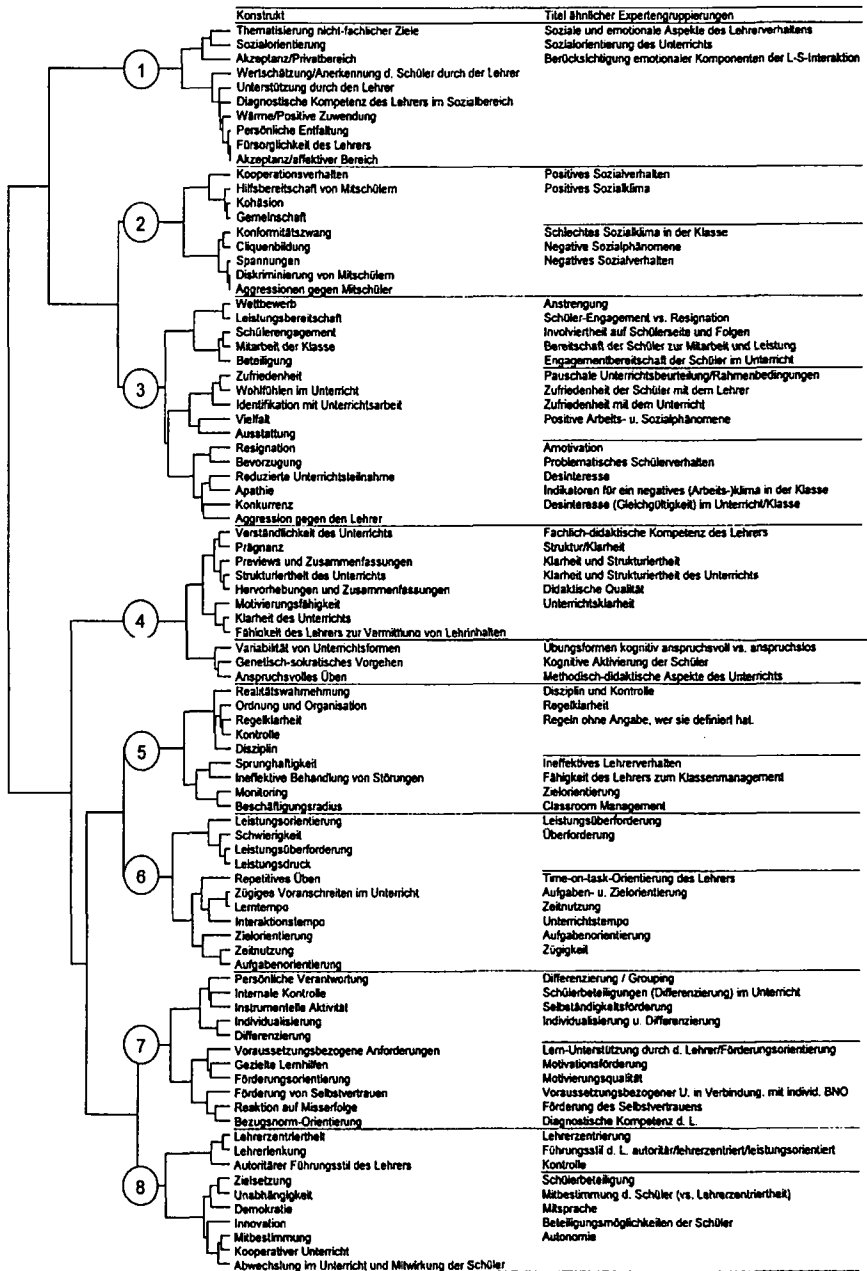 Konstrukt Titel ähnlicher Expertengruppierungen
Thematisierung nicht-fachlicher Ziele Soziale und emotionale Aspekte des Lehrerverhaltens
Sozialorientierung Sozialorientierung des Unterrichts
1 Akzeptanz/Privatbereich Berücksichtigung emotionaler Komponenten der L-S-Interaktion
Wertschätzung/Anerkennung d. Schüler durch der Lehrer
Unterstützung durch den Lehrer
Diagnostische Kompetenz des Lehrers im Sozialbereich
Wärme/Positive Zuwendung
Persönliche Entfaltung
Fürsorglichkeit des Lehrers
Akzeptanz/affektiver Bereich
Kooperationsverhalten Positives Sozialverhalten
Hilfsbereitschaft von Mitschülern Positives Sozialklima
Kohäsion
Gemeinschaft
2
Konformitätszwang Schlechtes Sozialklima in der Klasse
Cliquenbildung Negative Sozialphänomene
Spannungen Negatives Sozialverhalten
Diskriminierung von Mitschülern
Aggressionen gegen Mitschüler
Wettbewerb Anstrengung
Leistungsbereitschaft Schüler-Engagement vs. Resignation
Schülerengagement Involviertheit auf Schülerseite und Folgen
Mitarbeit der Klasse Bereitschaft der Schüler zur Mitarbeit und Leistung
Beteiligung Engagementbereitschaft der Schüler im Unterricht
3
Zufriedenheit Pauschale Unterrichtsbeurteilung/Rahmenbedingungen
Wohlfühlen im Unterricht Zufriedenheit der Schüler mit dem Lehrer
Identifikation mit Unterrichtsarbeit Zufriedenheit mit dem Unterricht
Vielfalt Positive Arbeits- u. Sozialphänomene
Ausstattung
Resignation Amotivation
Bevorzugung Problematisches Schülerverhalten
Reduzierte Unterrichtsteilnahme Desinteresse
Apathie Indikatoren für ein negatives (Arbeits-)klima in der Klasse
Konkurrenz Desinteresse (Gleichgültigkeit) im Unterricht/Klasse
Aggression gegen den Lehrer
Verständlichkeit des Unterrichts Fachlich-didaktische Kompetenz des Lehrers
Prägnanz Struktur/Klarheit
Previews und Zusammenfassungen Klarheit und Strukturiertheit
Strukturiertheit des Unterrichts Klarheit und Strukturiertheit des Unterrichts
Hervorhebungen und Zusammenfassungen Didaktische Qualität
Motivierungsfähigkeit Unterrichtsklarheit
4 Klarheit des Unterrichts
Fähigkeit des Lehrers zur Vermittlung von Lehrinhalten
Variabilität von Unterrichtsformen Übungsformen kognitiv anspruchsvoll vs. anspruchslos
Genetisch-sokratisches Vorgehen Kognitive Aktivierung der Schüler
Anspruchsvolles Üben Methodisch-didaktische Aspekte des Unterrichts
Realitätswahrnehmung Disziplin und Kontrolle
Ordnung und Organisation Regelklarheit
Regelklarheit Regeln ohne Angabe, wer sie definiert hat.
5 Kontrolle
Disziplin
Sprunghaftigkeit Ineffektives Lehrerverhalten
Ineffektive Behandlung von Störungen Fähigkeit des Lehrers zum Klassenmanagement
Monitoring Zielorientierung
Beschäftigungsradius Classroom Management
Leistungsorientierung Leistungsüberforderung
Schwierigkeit Überforderung
Leistungsüberforderung
Leistungsdruck
6
Repetitives Üben Time-on-task-Orientierung des Lehrers
Zügiges Voranschreiten im Unterricht Aufgaben- u. Zielorientierung
Lerntempo Zeitnutzung
Interaktionstempo Unterrichtstempo
Zielorientierung Aufgabenorientierung
Zeitnutzung Zügigkeit
Aufgabenorientierung
Persönliche Verantwortung Differenzierung / Grouping
Internale Kontrolle Schülerbeteiligungen (Differenzierung) im Unterricht
Instrumentelle Aktivität Selbständigkeitsförderung
Individualisierung Individualisierung u. Differenzierung
Differenzierung
7
Voraussetzungsbezogene Anforderungen Lern-Unterstützung durch d. Lehrer/Förderungsorientierung
Gezielte Lernhilfen Motivationsförderung
Förderungsorientierung Motivierungsqualität
Förderung von Selbstvertrauen Voraussetzungsbezogener U. in Verbindung. mit individ. BNO
Reaktion auf Misserfolge Förderung des Selbstvertrauens
Bezugsnorm-Orientierung Diagnostische Kompetenz d. L.
Lehrerzentriertheit Lehrerzentrierung
Lehrerlenkung Führungsstil d. L. autoritär/lehrerzentriert/leistungsorientiert
Autoritärer Führungsstil des Lehrers Kontrolle
8
Zielsetzung Schülerbeteiligung
Unabhängigkeit Mitbestimmung d. Schüler (vs. Lehrerzentriertheit)
Demokratie Mitsprache
Innovation Beteiligungsmöglichkeiten der Schüler
Mitbestimmung Autonomie
Kooperativer Unterricht
Abwechslung im Unterricht und Mitwirkung der Schüler